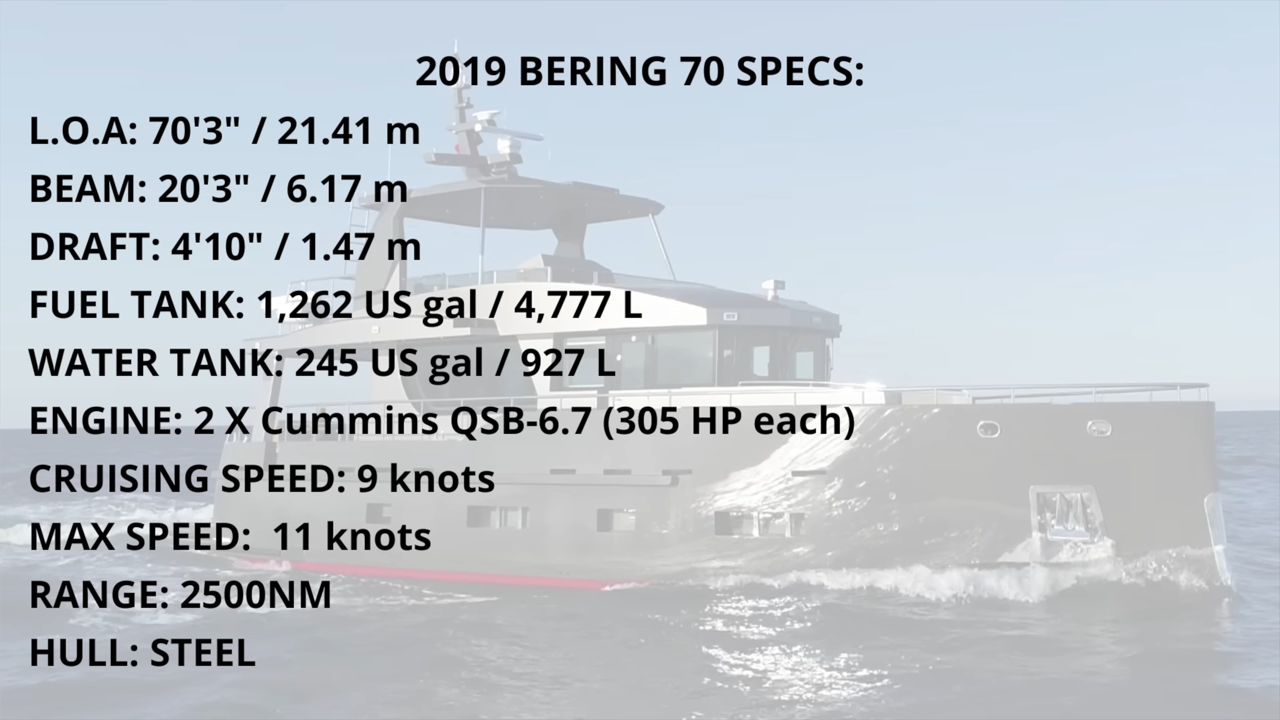 2019 BERING 70 SPECS:
L.O.A: 70'3" / 21.41 m
BEAM: 20'3" / 6.17 m
DRAFT: 4'10" / 1.47 m
FUEL TANK: 1,262 US gal / 4,777 L
WATER TANK: 245 US gal / 927 L
ENGINE: 2 X Cummins QSB-6.7 (305 HP each)
CRUISING SPEED: 9 knots
MAX SPEED:  11 knots
RANGE: 2500NM
HULL: STEEL